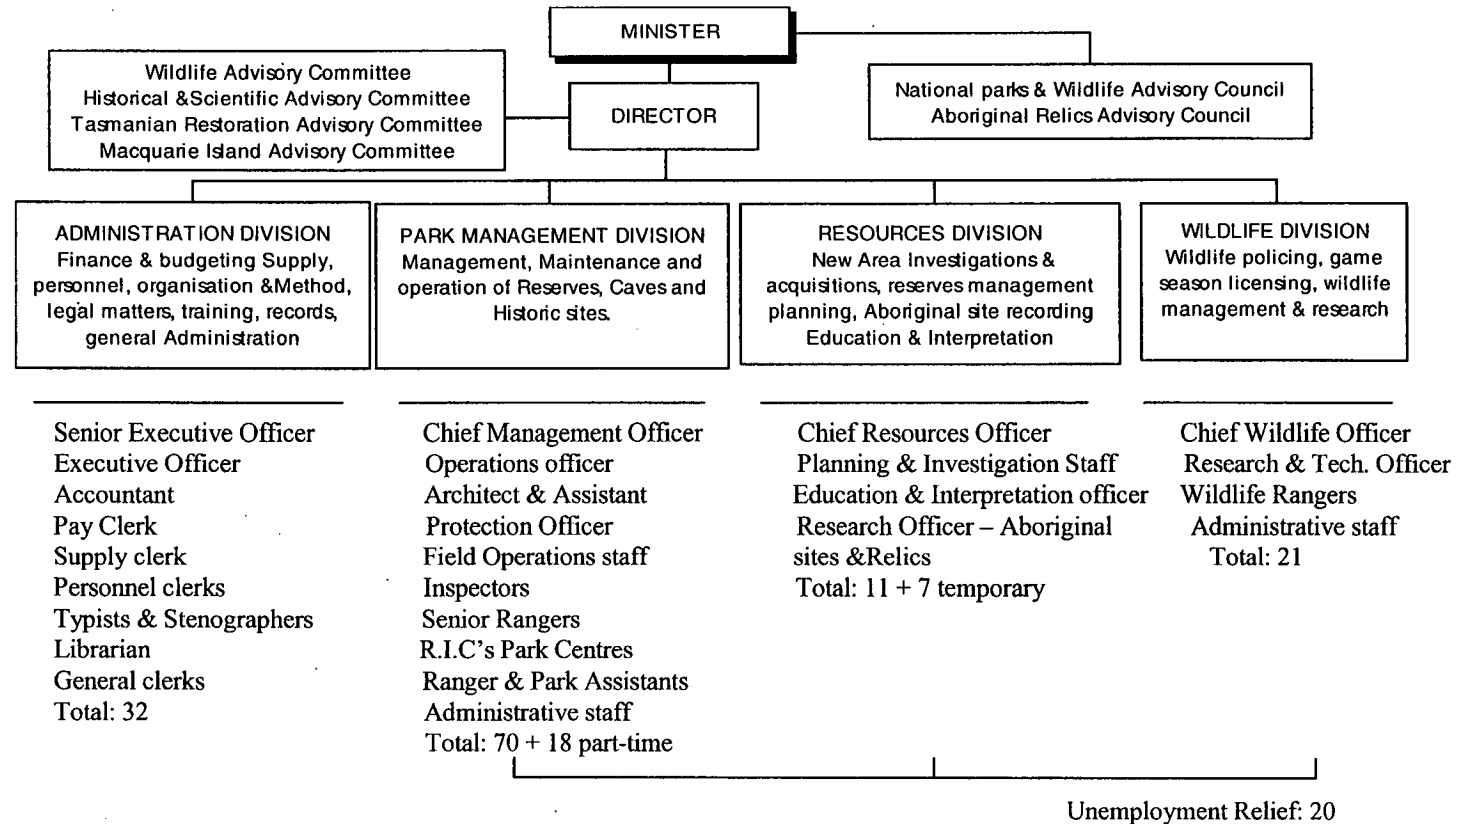 MINISTER
Wildlife Advisory Committee
Historical &Scientific Advisory Committee
Tasmanian Restoration Advisory Committee
Macquarie Island Advisory Committee
DIRECTOR
National parks & Wildlife Advisory Council
Aboriginal Relics Advisory Council
ADMINISTRATION DIVISION
Finance & budgeting Supply,
personnel, organisation &Method,
legal matters, training, records,
general Administration
PARK MANAGEMENT DIVISION
Management, Maintenance and
operation of Reserves, Caves and
Historic sites.
RESOURCES DIVISION
New Area Investigations &
acquisitions, reserves management
planning, Aboriginal site recording
Education & Interpretation
WILDLIFE DIVISION
Wildlife policing, game
season licensing, wildlife
management & research
Senior Executive Officer
Executive Officer
Accountant
Pay Clerk
Supply clerk
Personnel clerks
Typists & Stenographers
Librarian
General clerks
Total: 32
Chief Management Officer
Operations officer
Architect & Assistant
Protection Officer
Field Operations staff
Inspectors
Senior Rangers
R.I.C's Park Centres
Ranger & Park Assistants
Administrative staff
Total: 70 + 18 part-time
Chief Resources Officer
Planning & Investigation Staff
Education & Interpretation officer
Research Officer – Aboriginal
sites &Relics
Total: 11 + 7 temporary
Chief Wildlife Officer
Research & Tech. Officer
Wildlife Rangers
Administrative staff
Total: 21
Unemployment Relief: 20